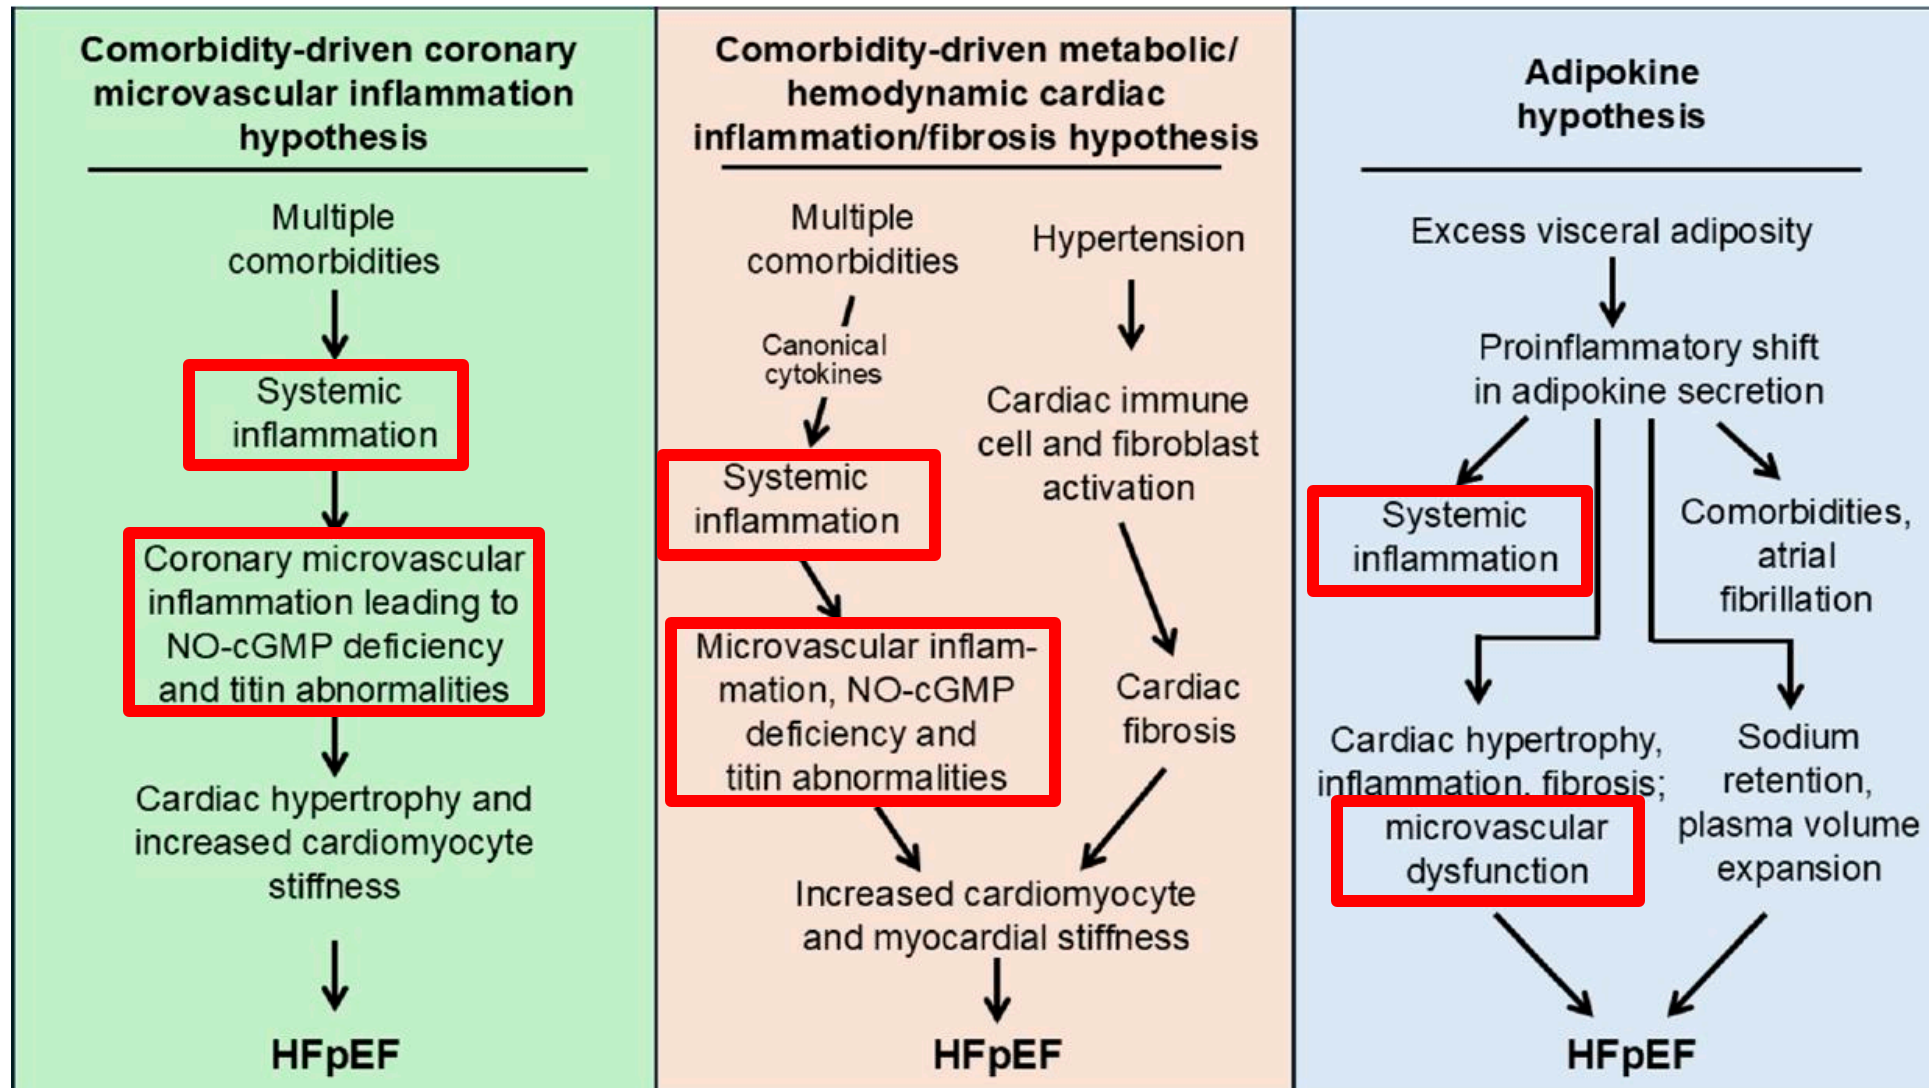 Comorbidity-driven coronary
microvascular inflammation
hypothesis
Multiple
comorbidities
Systemic
inflammation
Coronary microvascular
inflammation leading to
NO-cGMP deficiency
and titin abnormalities
Cardiac hypertrophy and
increased cardiomyocyte
stiffness
HFpEF
Comorbidity-driven metabolic/
hemodynamic cardiac
inflammation/fibrosis hypothesis
Multiple
comorbidities
Canonical
cytokines
Systemic
inflammation
Microvascular inflam-
mation, NO-cGMP
deficiency and
titin abnormalities
Hypertension
Cardiac immune
cell and fibroblast
activation
Cardiac
fibrosis
Increased cardiomyocyte
and myocardial stiffness
HFpEF
Adipokine
hypothesis
Excess visceral adiposity
Proinflammatory shift
in adipokine secretion
Systemic
inflammation
Comorbidities,
atrial
fibrillation
Cardiac hypertrophy,
inflammation, fibrosis;
microvascular
dysfunction
Sodium
retention,
plasma volume
expansion
HFpEF